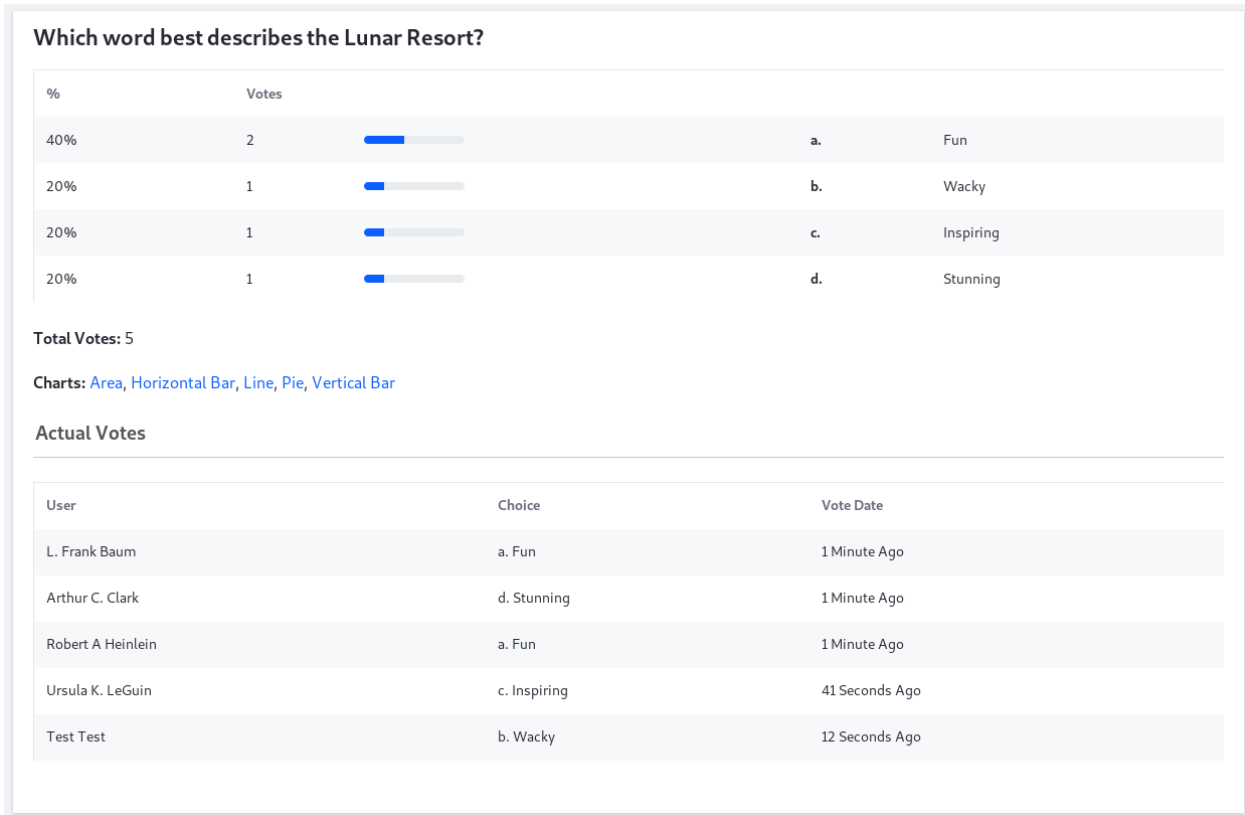 Which word best describes the Lunar Resort?
% Votes
40% 2 a. Fun
20% 1 b. Wacky
20% 1 c. Inspiring
20% 1 d. Stunning
Total Votes: 5
Charts: Area, Horizontal Bar, Line, Pie, Vertical Bar
Actual Votes
User Choice Vote Date
L. Frank Baum a. Fun 1 Minute Ago
Arthur C. Clark d. Stunning 1 Minute Ago
Robert A Heinlein a. Fun 1 Minute Ago
Ursula K. LeGuin c. Inspiring 41 Seconds Ago
Test Test b. Wacky 12 Seconds Ago